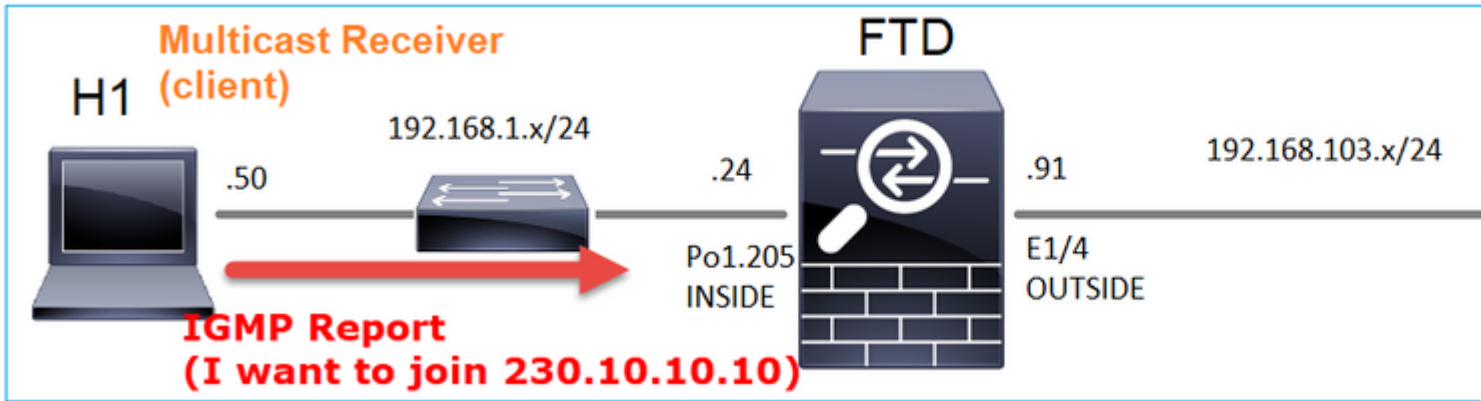 Multicast Receiver
(client)
H1
FTD
192.168.1.x/24
192.168.103.x/24
.50
.24
.91
Po1.205
INSIDE
E1/4
OUTSIDE
IGMP Report
(I want to join 230.10.10.10)